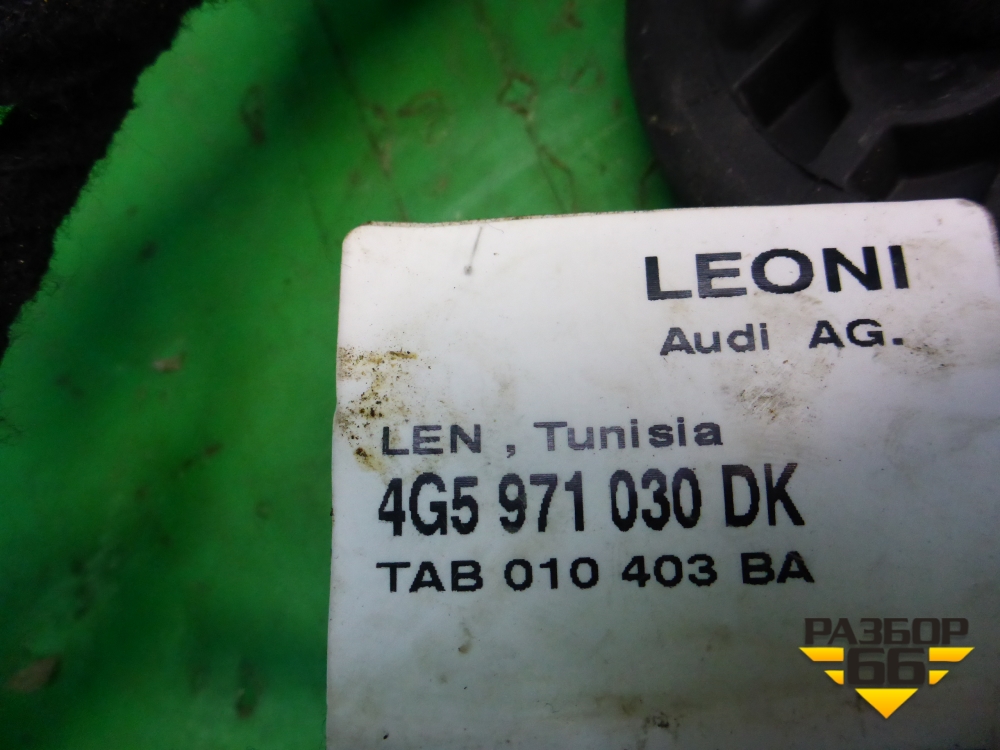 LEONI
Audi AG.
LEN , Tunisia
4G5 971 030 DK
TAB 010 403 BA
РАЗБОР
66